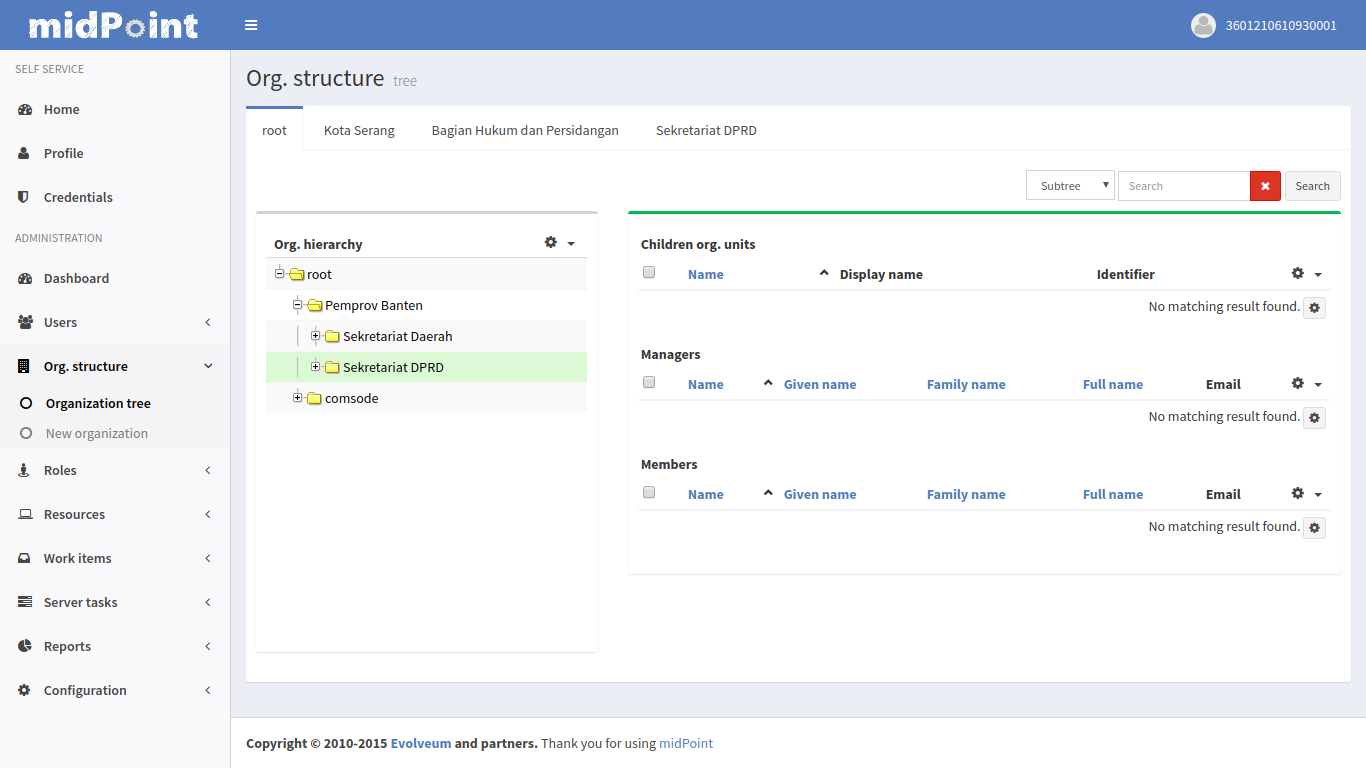 midPoint
3601210610930001
SELF SERVICE
Home
Profile
Credentials
ADMINISTRATION
Dashboard
Users
Org. structure
Organization tree
New organization
Roles
Resources
Work items
Server tasks
Reports
Configuration
Org. structure tree
root Kota Serang Bagian Hukum dan Persidangan Sekretariat DPRD
Subtree Search Search
Org. hierarchy
root
Pemprov Banten
Sekretariat Daerah
Sekretariat DPRD
comsode
Children org. units
Name Display name Identifier
No matching result found.
Managers
Name Given name Family name Full name Email
No matching result found.
Members
Name Given name Family name Full name Email
No matching result found.
Copyright © 2010-2015 Evolveum and partners. Thank you for using midPoint